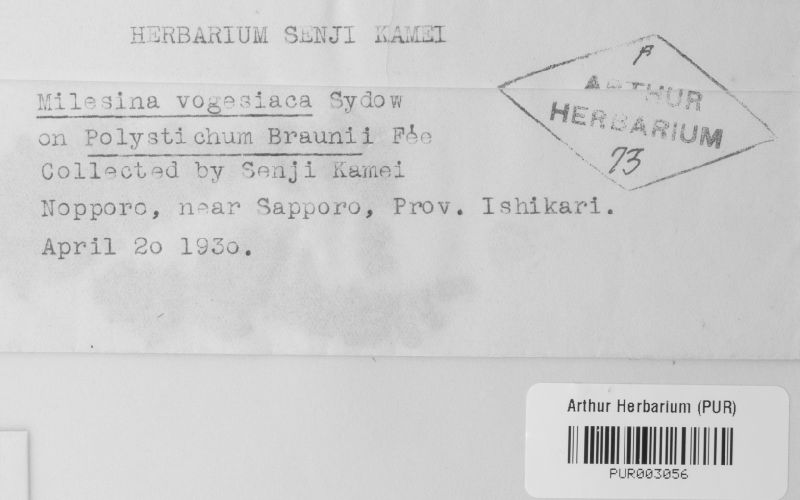 HERBARIUM SENJI KAMEI
Milesina vogesiaca Sydow
on Polystichum Braunii Fée
Collected by Senji Kamei
Nopporo, near Sapporo, Prov. Ishikari.
April 2o 193o.
ARTHUR
HERBARIUM
73
Arthur Herbarium (PUR)
PUR003056